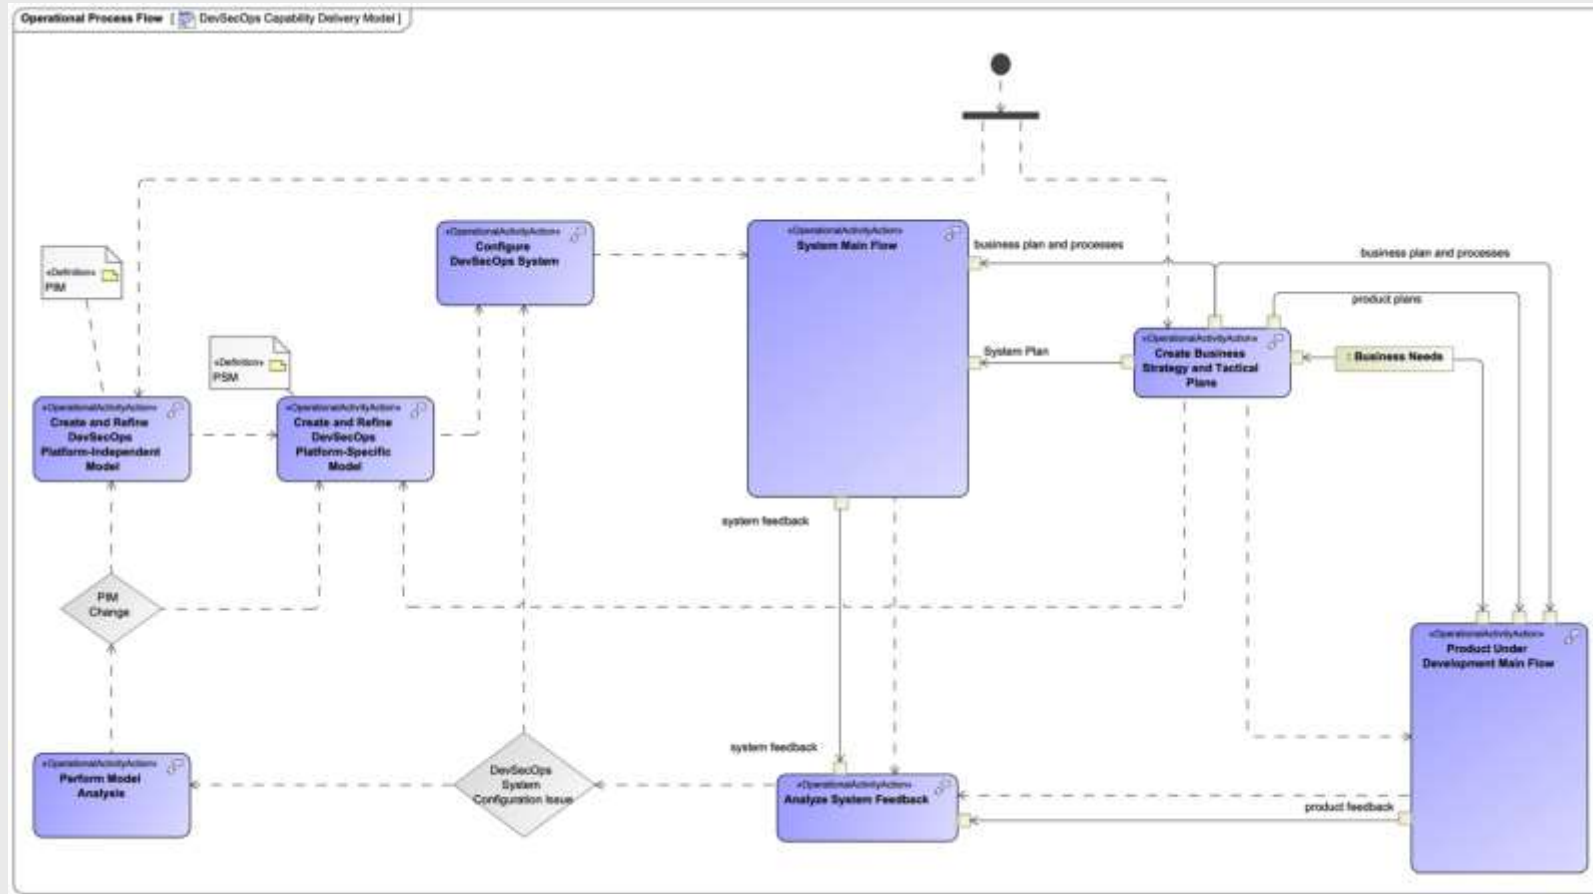 Operational Process Flow [ DevSecOps Capability Delivery Model ]
«OperationalActivityAction»
Configure
DevSecOps System
«OperationalActivityAction»
System Main Flow
business plan and processes
business plan and processes
product plans
«Definition»
PIM
«Definition»
PSM
System Plan
«OperationalActivityAction»
Create Business
Strategy and Tactical
Plans
: Business Needs
«OperationalActivityAction»
Create and Refine
DevSecOps
Platform-Independent
Model
«OperationalActivityAction»
Create and Refine
DevSecOps
Platform-Specific
Model
system feedback
PIM
Change
«OperationalActivityAction»
Product Under
Development Main Flow
system feedback
«OperationalActivityAction»
Perform Model
Analysis
DevSecOps
System
Configuration Issue
«OperationalActivityAction»
Analyze System Feedback
product feedback